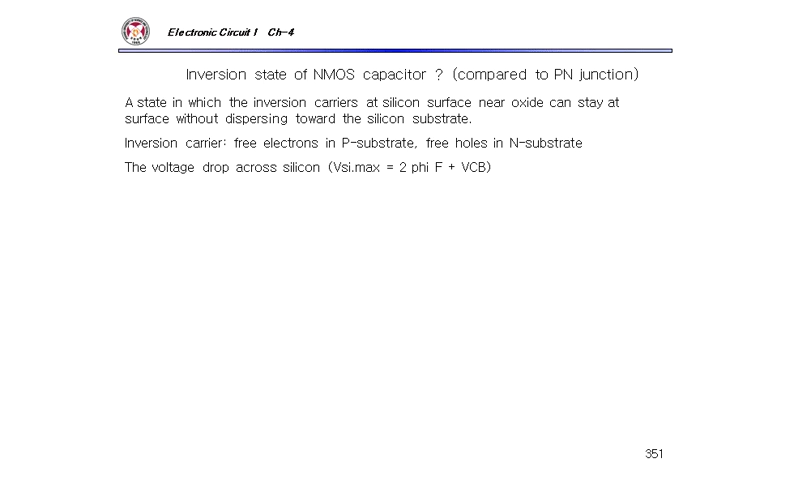 Electronic Circuit 1 Ch-4
Inversion state of NMOS capacitor ? (compared to PN junction)
A state in which the inversion carriers at silicon surface near oxide can stay at
surface without dispersing toward the silicon substrate.
Inversion carrier: free electrons in P-substrate, free holes in N-substrate
The voltage drop across silicon (Vsi.max = 2 phi F + VCB)
351